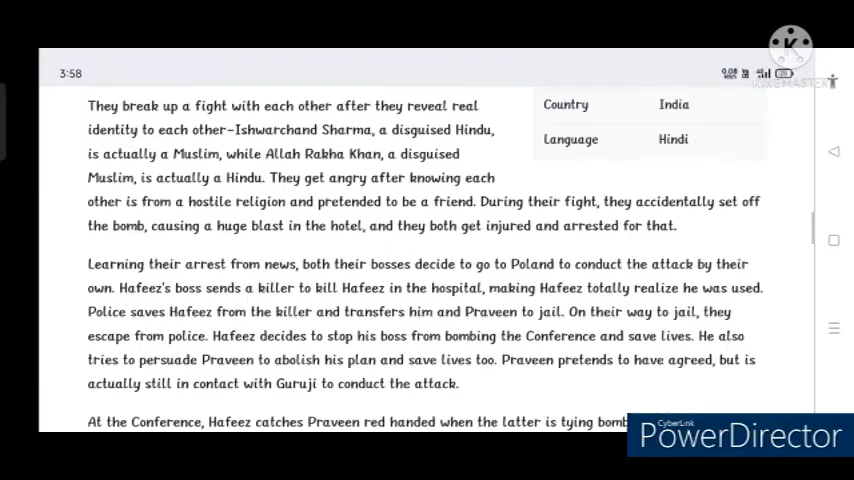 3:58
0.08
KINEMASTER
They break up a fight with each other after they reveal real
identity to each other-Ishwarchand Sharma, a disguised Hindu,
is actually a Muslim, while Allah Rakha Khan, a disguised
Muslim, is actually a Hindu. They get angry after knowing each
other is from a hostile religion and pretended to be a friend. During their fight, they accidentally set off
the bomb, causing a huge blast in the hotel, and they both get injured and arrested for that.
Country India
Language Hindi
Learning their arrest from news, both their bosses decide to go to Poland to conduct the attack by their
own. Hafeez's boss sends a killer to kill Hafeez in the hospital, making Hafeez totally realize he was used.
Police saves Hafeez from the killer and transfers him and Praveen to jail. On their way to jail, they
escape from police. Hafeez decides to stop his boss from bombing the Conference and save lives. He also
tries to persuade Praveen to abolish his plan and save lives too. Praveen pretends to have agreed, but is
actually still in contact with Guruji to conduct the attack.
At the Conference, Hafeez catches Praveen red handed when the latter is tying bomb
CyberLink
PowerDirector